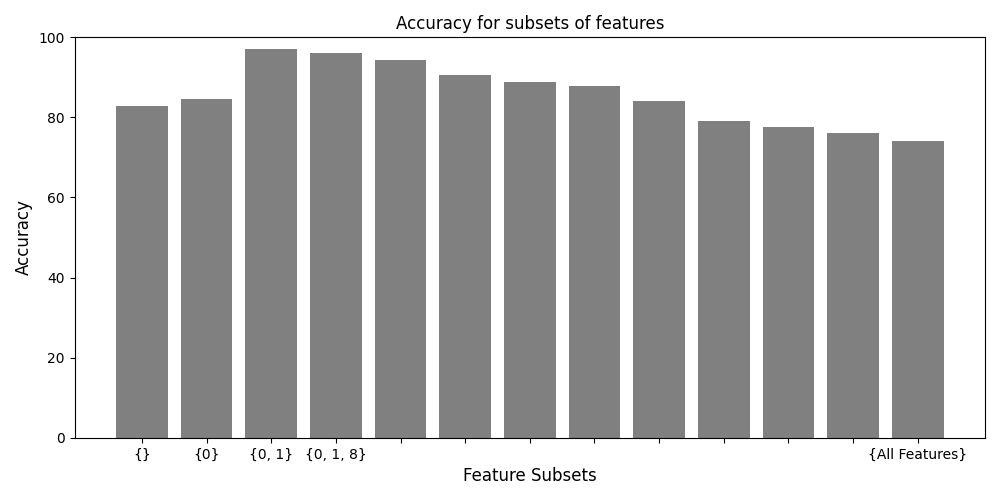 Accuracy for subsets of features
100
80
60
40
20
0
Accuracy
{} {0} {0, 1} {0, 1, 8} {All Features}
Feature Subsets